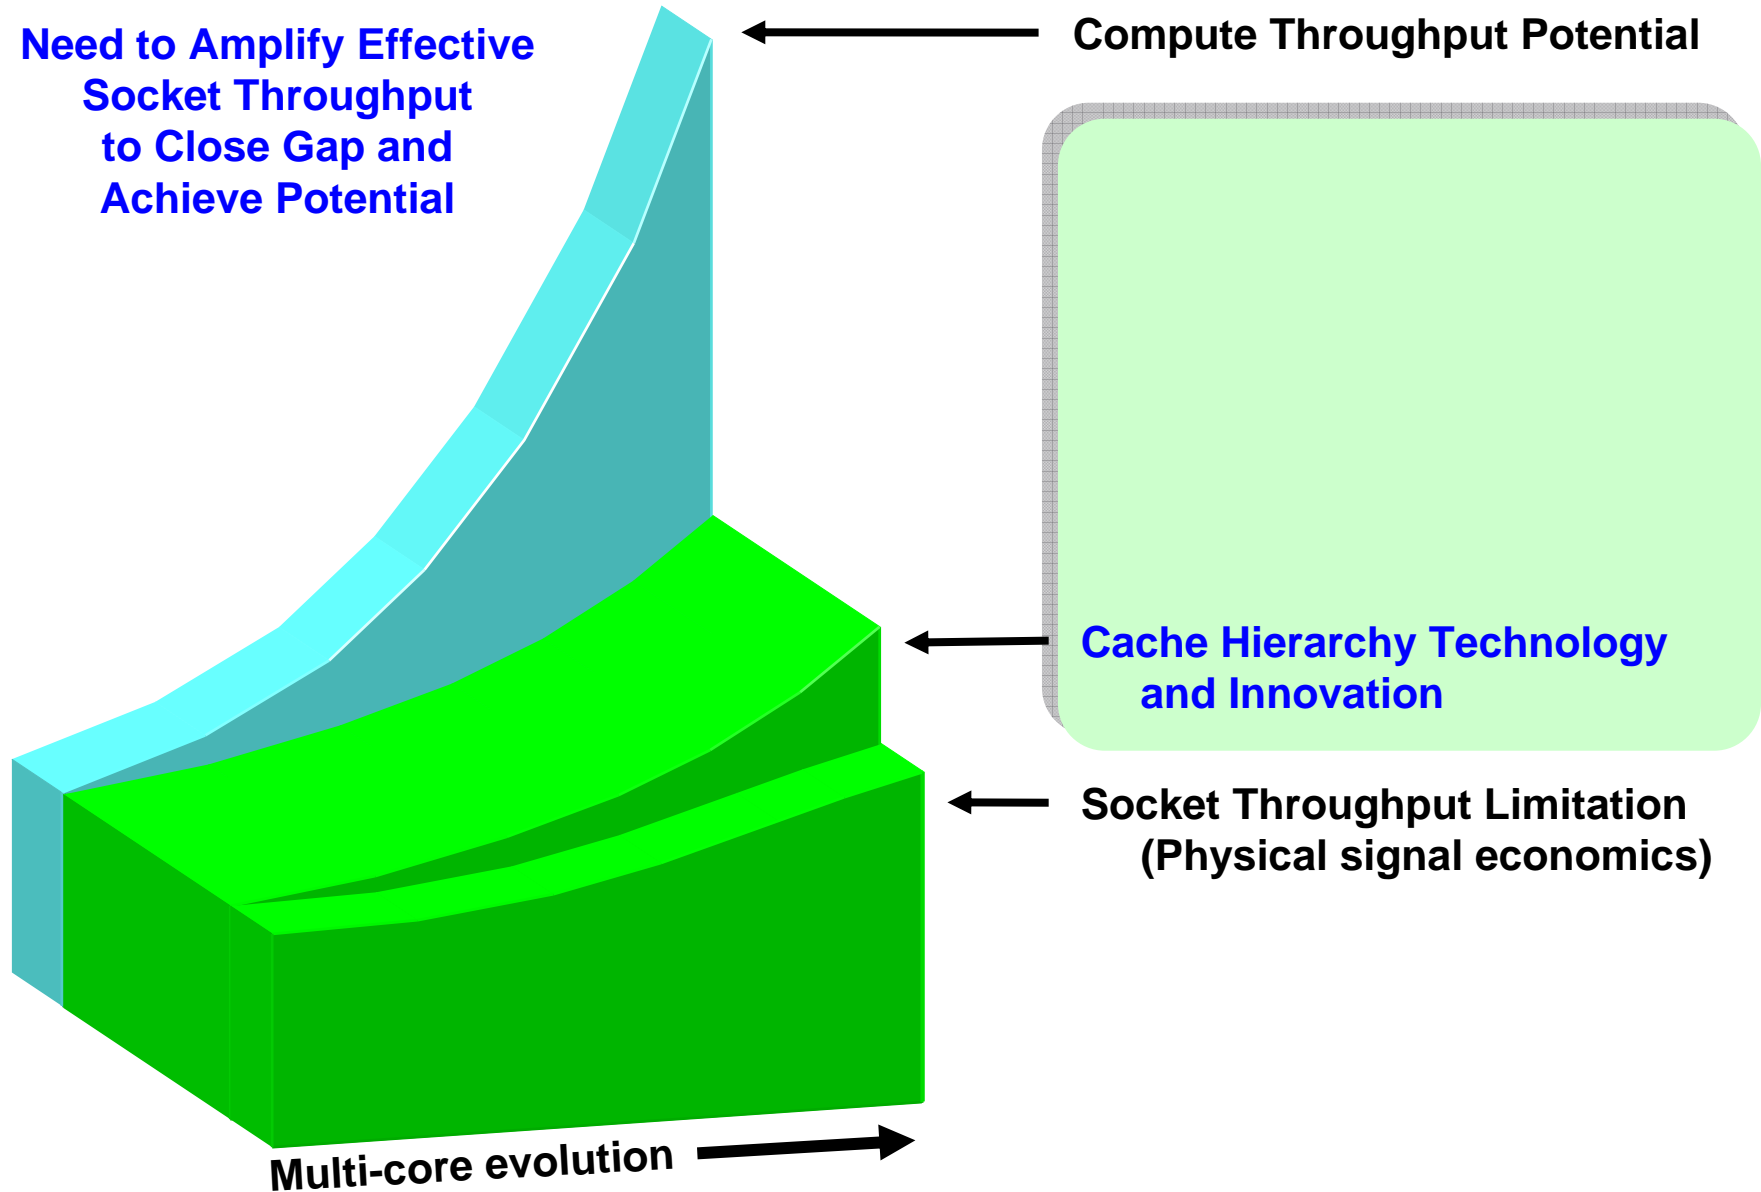 Need to Amplify Effective
Socket Throughput
to Close Gap and
Achieve Potential
Compute Throughput Potential
Cache Hierarchy Technology
and Innovation
Socket Throughput Limitation
(Physical signal economics)
Multi-core evolution